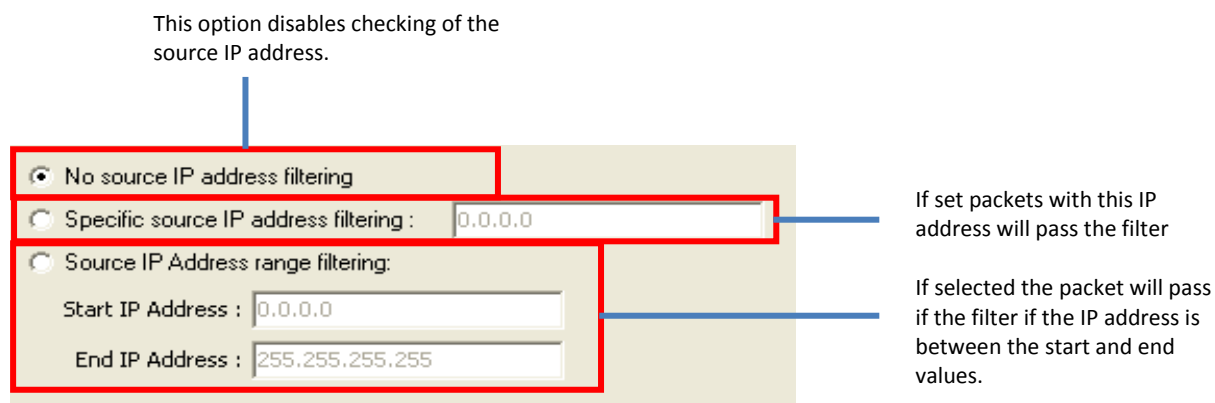 This option disables checking of the
source IP address.
No source IP address filtering
Specific source IP address filtering : 0.0.0.0
If set packets with this IP
address will pass the filter
Source IP Address range filtering:
Start IP Address : 0.0.0.0
End IP Address : 255.255.255.255
If selected the packet will pass
if the filter if the IP address is
between the start and end
values.